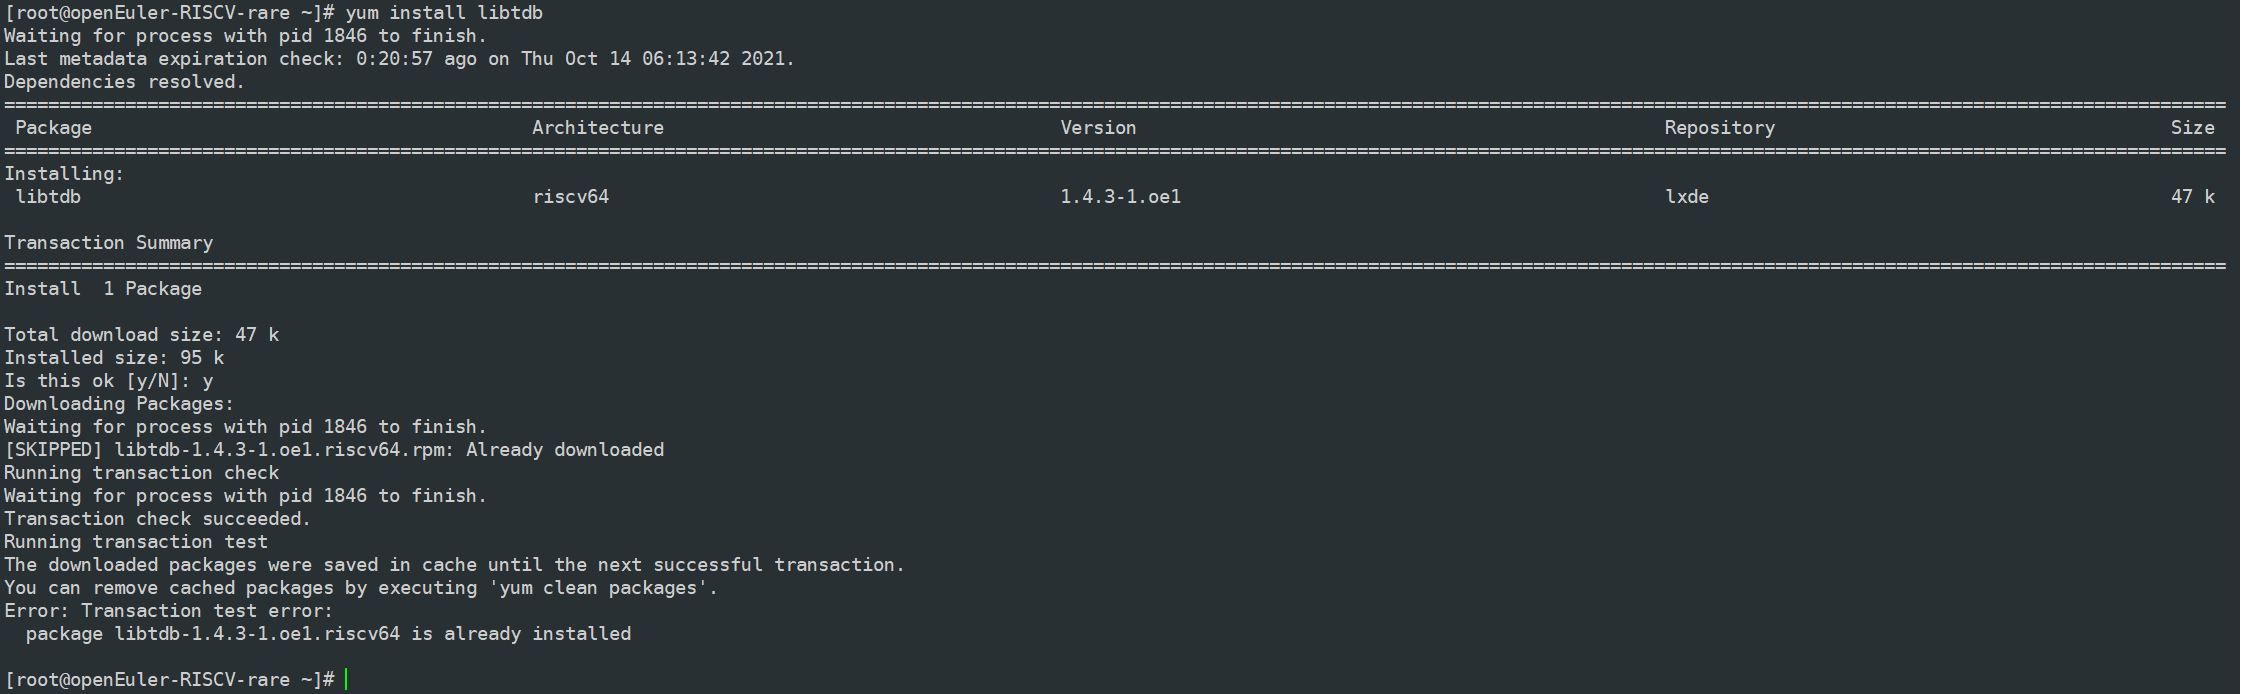 [root@openEuler-RISCV-rare ~]# yum install libtdb
Waiting for process with pid 1846 to finish.
Last metadata expiration check: 0:20:57 ago on Thu Oct 14 06:13:42 2021.
Dependencies resolved.
================================================================================
Package Architecture Version Repository Size
================================================================================
Installing:
libtdb riscv64 1.4.3-1.oe1 lxde 47 k
Transaction Summary
================================================================================
Install  1 Package
Total download size: 47 k
Installed size: 95 k
Is this ok [y/N]: y
Downloading Packages:
Waiting for process with pid 1846 to finish.
[SKIPPED] libtdb-1.4.3-1.oe1.riscv64.rpm: Already downloaded
Running transaction check
Waiting for process with pid 1846 to finish.
Transaction check succeeded.
Running transaction test
The downloaded packages were saved in cache until the next successful transaction.
You can remove cached packages by executing 'yum clean packages'.
Error: Transaction test error:
package libtdb-1.4.3-1.oe1.riscv64 is already installed
[root@openEuler-RISCV-rare ~]#